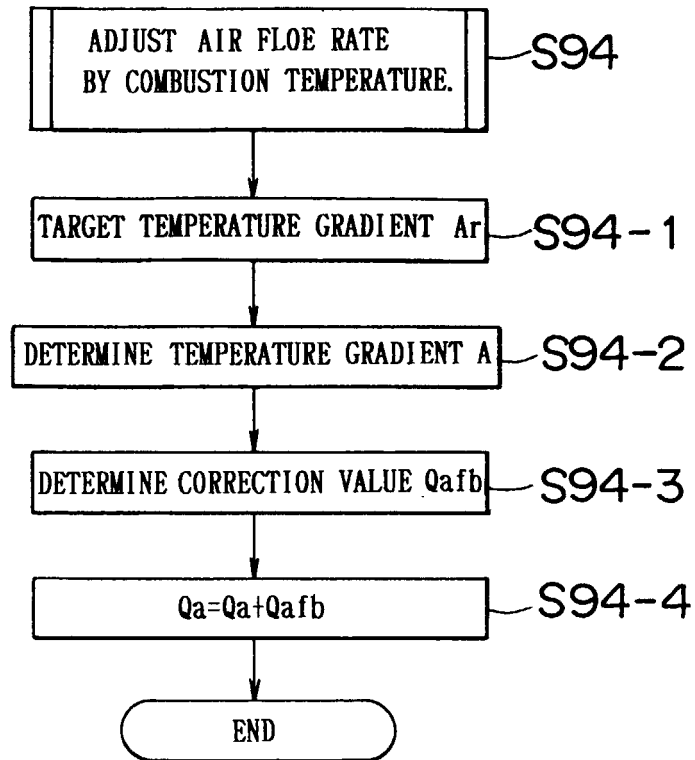 ADJUST AIR FLOE RATE
BY COMBUSTION TEMPERATURE.
S94
TARGET TEMPERATURE GRADIENT Ar
S94-1
DETERMINE TEMPERATURE GRADIENT A
S94-2
DETERMINE CORRECTION VALUE Qafb
S94-3
Qa=Qa+Qafb
S94-4
END